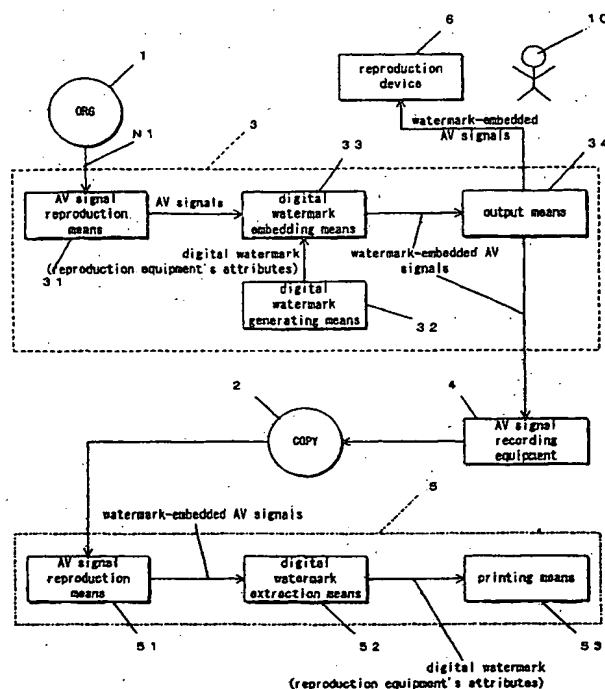 6
10
1
reproduction
device
ORG
watermark-embedded
AV signals
N1
3
33
34
AV signal
reproduction
means
AV signals
digital
watermark
embedding means
output means
digital watermark
(reproduction equipment's attributes)
watermark-embedded AV
signals
31
digital
watermark
generating means
32
2
4
COPY
AV signal
recording
equipment
5
watermark-embedded AV signals
AV signal
reproduction
means
digital
watermark
extraction means
printing means
51
52
53
digital watermark
(reproduction equipment's attributes)